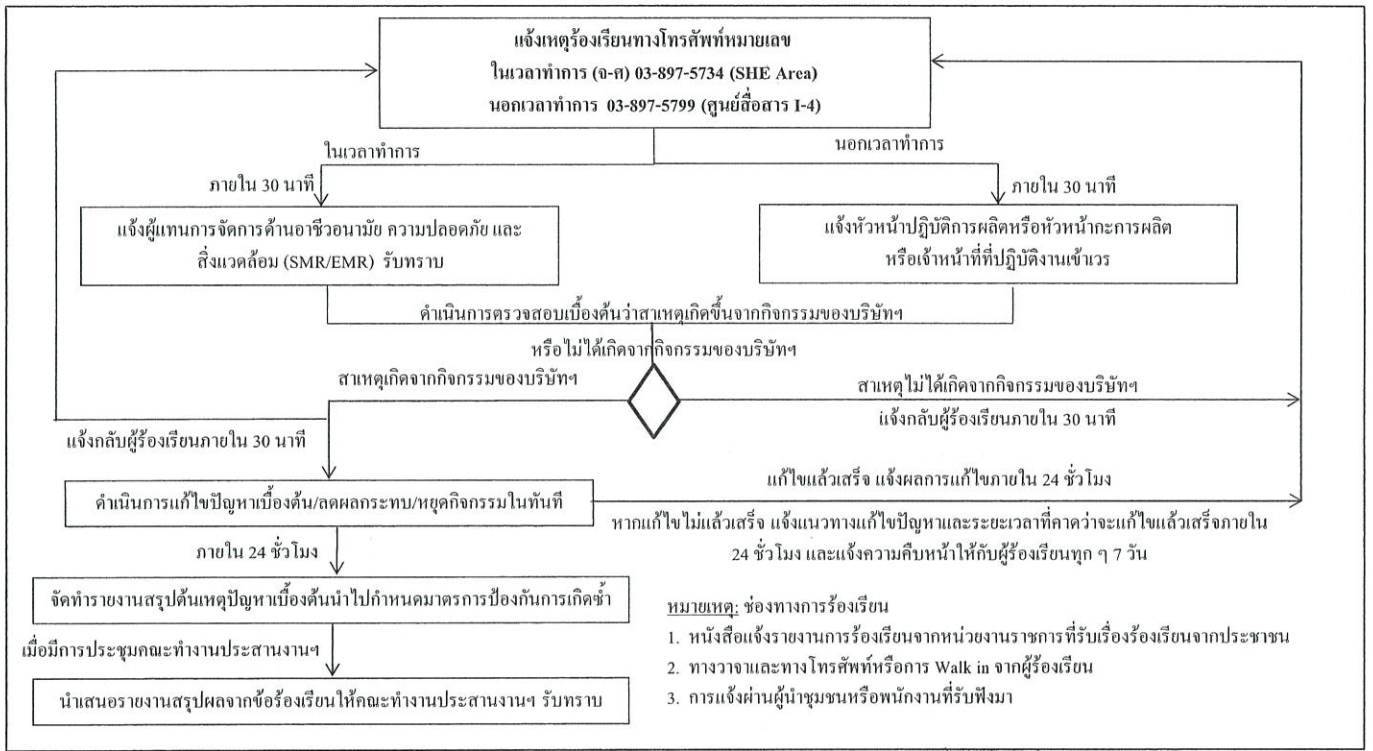 แจ้งเหตุร้องเรียนทางโทรศัพท์หมายเลข
ในเวลาทำการ (จ-ศ) 03-897-5734 (SHE Area)
นอกเวลาทำการ 03-897-5799 (ศูนย์สื่อสาร I-4)
ในเวลาทำการ
นอกเวลาทำการ
ภายใน 30 นาที
ภายใน 30 นาที
แจ้งผู้แทนการจัดการด้านอาชีวอนามัย ความปลอดภัย และ
สิ่งแวดล้อม (SMR/EMR) รับทราบ
แจ้งหัวหน้าปฏิบัติการผลิตหรือหัวหน้ากะการผลิต
หรือเจ้าหน้าที่ที่ปฏิบัติงานเข้าเวร
ดำเนินการตรวจสอบเบื้องต้นว่าสาเหตุเกิดขึ้นจากกิจกรรมของบริษัทฯ
หรือไม่ได้เกิดจากกิจกรรมของบริษัทฯ
สาเหตุเกิดจากกิจกรรมของบริษัทฯ
สาเหตุไม่ได้เกิดจากกิจกรรมของบริษัทฯ
แจ้งกลับผู้ร้องเรียนภายใน 30 นาที
แจ้งกลับผู้ร้องเรียนภายใน 30 นาที
ดำเนินการแก้ไขปัญหาเบื้องต้น/ลดผลกระทบ/หยุดกิจกรรมในทันที
แก้ไขแล้วเสร็จ แจ้งผลการแก้ไขภายใน 24 ชั่วโมง
หากแก้ไขไม่แล้วเสร็จ แจ้งแนวทางแก้ไขปัญหาและระยะเวลาที่คาดว่าจะแก้ไขแล้วเสร็จภายใน
24 ชั่วโมง และแจ้งความคืบหน้าให้กับผู้ร้องเรียนทุก ๆ 7 วัน
ภายใน 24 ชั่วโมง
จัดทำรายงานสรุปต้นเหตุปัญหาเบื้องต้นนำไปกำหนดมาตรการป้องกันการเกิดซ้ำ
เมื่อมีการประชุมคณะทำงานประสานงานฯ
นำเสนอรายงานสรุปผลจากข้อร้องเรียนให้คณะทำงานประสานงานฯ รับทราบ
หมายเหตุ: ช่องทางการร้องเรียน
1. หนังสือแจ้งรายงานการร้องเรียนจากหน่วยงานราชการที่รับเรื่องร้องเรียนจากประชาชน
2. ทางวาจาและทางโทรศัพท์หรือการ Walk in จากผู้ร้องเรียน
3. การแจ้งผ่านผู้นำชุมชนหรือพนักงานที่รับฟังมา